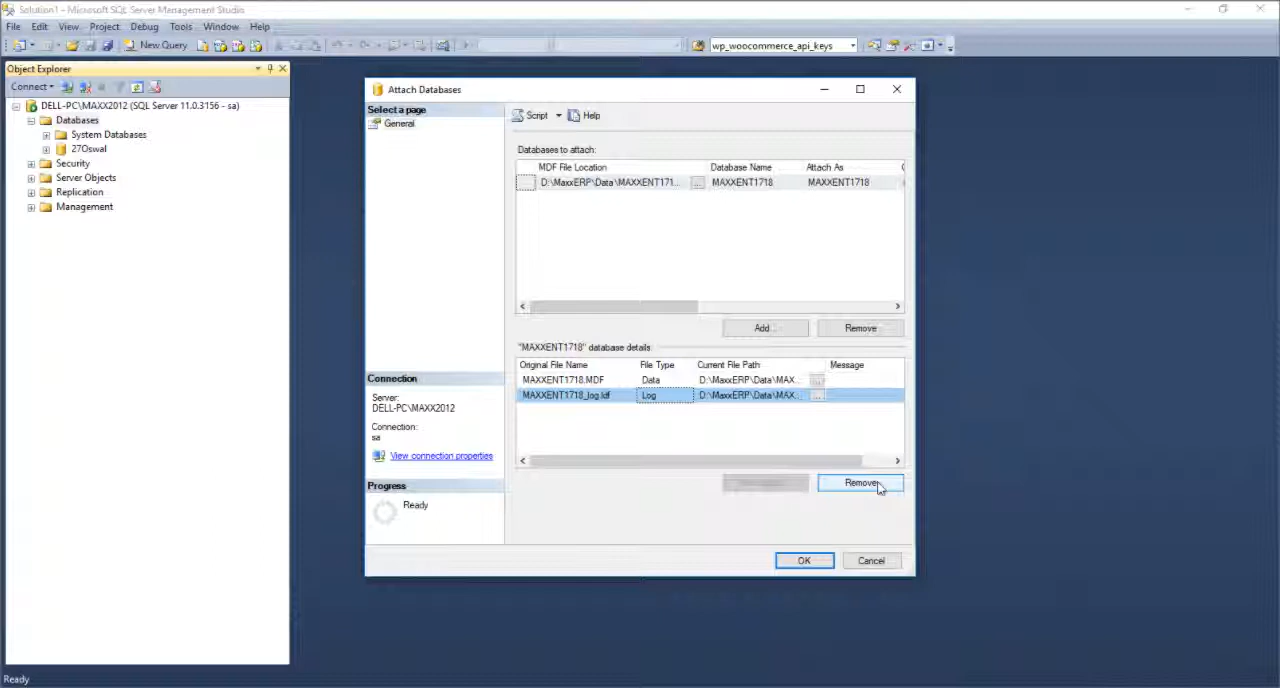 Solution1 - Microsoft SQL Server Management Studio
File Edit View Project Debug Tools Window Help
New Query wp_woocommerce_api_keys
Object Explorer
Connect
DELL-PC\MAXX2012 (SQL Server 11.0.3156 - sa)
Databases
System Databases
27Oswal
Security
Server Objects
Replication
Management
Attach Databases
Select a page
General
Script Help
Databases to attach:
MDF File Location Database Name Attach As
D:\MaxxERP\Data\MAXXENT171... ... MAXXENT1718 MAXXENT1718
Add... Remove
"MAXXENT1718" database details:
Original File Name File Type Current File Path Message
MAXXENT1718.MDF Data D:\MaxxERP\Data\MAX... ...
MAXXENT1718_log.ldf Log D:\MaxxERP\Data\MAX... ...
Remove
Connection
Server:
DELL-PC\MAXX2012
Connection:
sa
View connection properties
Progress
Ready
OK Cancel
Ready